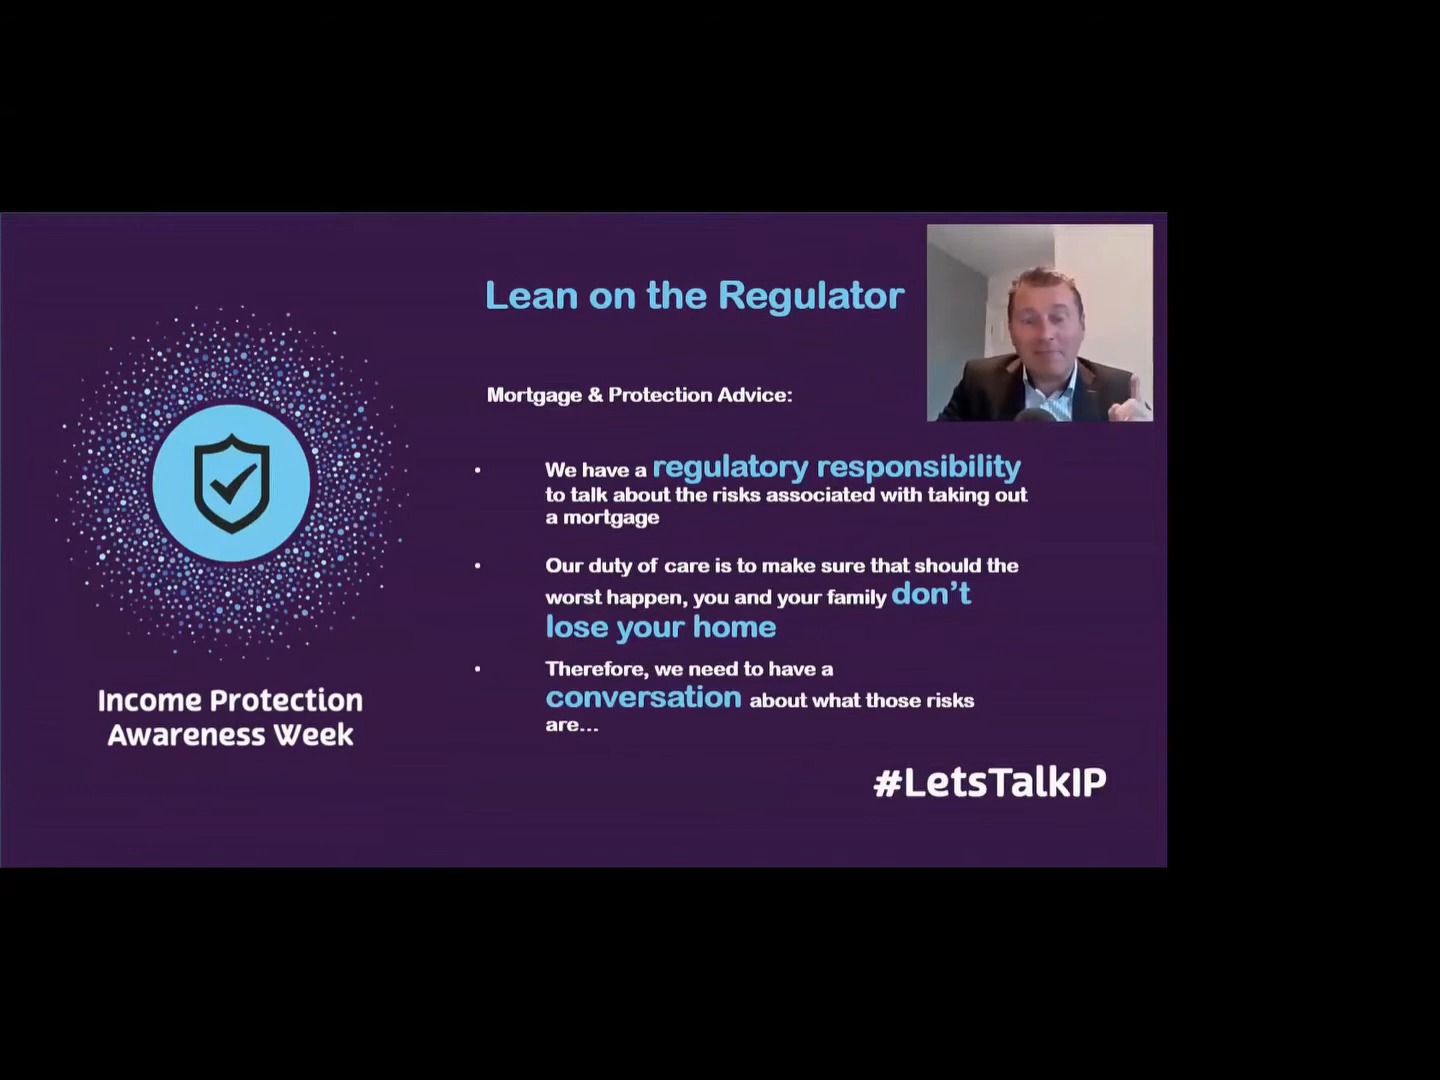 Lean on the Regulator
Mortgage & Protection Advice:
• We have a regulatory responsibility
to talk about the risks associated with taking out
a mortgage
• Our duty of care is to make sure that should the
worst happen, you and your family don't
lose your home
• Therefore, we need to have a
conversation about what those risks
are...
Income Protection
Awareness Week
#LetsTalkIP